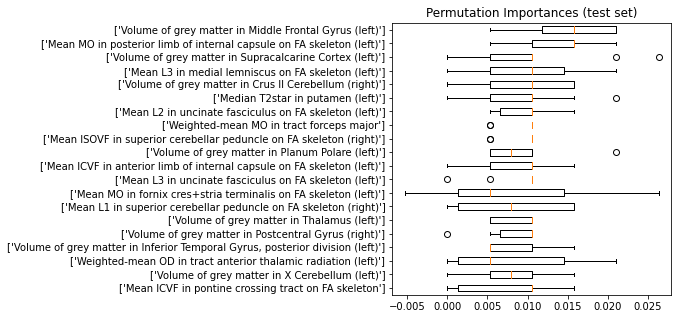 Permutation Importances (test set)
['Volume of grey matter in Middle Frontal Gyrus (left)']
['Mean MO in posterior limb of internal capsule on FA skeleton (left)']
['Volume of grey matter in Supracalcarine Cortex (left)']
['Mean L3 in medial lemniscus on FA skeleton (left)']
['Volume of grey matter in Crus II Cerebellum (right)']
['Median T2star in putamen (left)']
['Mean L2 in uncinate fasciculus on FA skeleton (left)']
['Weighted-mean MO in tract forceps major']
['Mean ISOVF in superior cerebellar peduncle on FA skeleton (right)']
['Volume of grey matter in Planum Polare (left)']
['Mean ICVF in anterior limb of internal capsule on FA skeleton (left)']
['Mean L3 in uncinate fasciculus on FA skeleton (left)']
['Mean MO in fornix cres+stria terminalis on FA skeleton (left)']
['Mean L1 in superior cerebellar peduncle on FA skeleton (right)']
['Volume of grey matter in Thalamus (left)']
['Volume of grey matter in Postcentral Gyrus (right)']
['Volume of grey matter in Inferior Temporal Gyrus, posterior division (left)']
['Weighted-mean OD in tract anterior thalamic radiation (left)']
['Volume of grey matter in X Cerebellum (left)']
['Mean ICVF in pontine crossing tract on FA skeleton']
−0.005 0.000 0.005 0.010 0.015 0.020 0.025